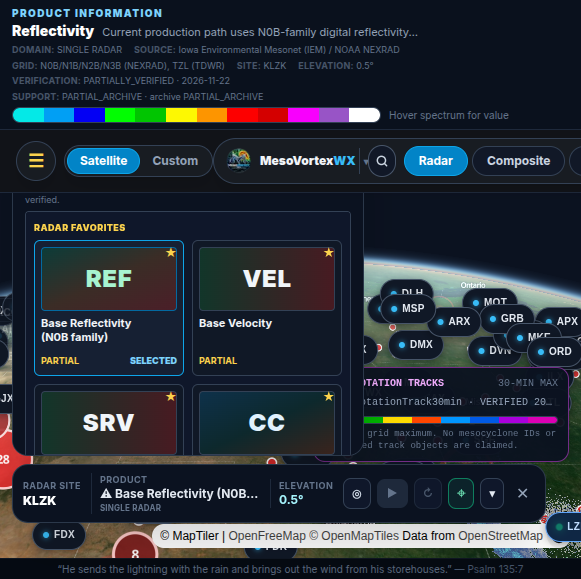 PRODUCT INFORMATION
Reflectivity Current production path uses N0B-family digital reflectivity...
DOMAIN: SINGLE RADAR SOURCE: Iowa Environmental Mesonet (IEM) / NOAA NEXRAD
GRID: N0B/N1B/N2B/N3B (NEXRAD), TZL (TDWR) SITE: KLZK ELEVATION: 0.5°
VERIFICATION: PARTIALLY_VERIFIED · 2026-11-22
SUPPORT: PARTIAL_ARCHIVE · archive PARTIAL_ARCHIVE
Hover spectrum for value
Satellite Custom MesoVortexWX Radar Composite
verified.
RADAR FAVORITES
REF VEL
Base Reflectivity
(N0B family)
Base Velocity
PARTIAL SELECTED PARTIAL
SRV CC
Ontario
DLH
MSP
MQT
ARX
GRB
APX
MKE
DMX
DVN
ORD
OTATION TRACKS 30-MIN MAX
tationTrack30min · VERIFIED 20…
grid maximum. No mesocyclone IDs or
ed track objects are claimed.
JX
28
RADAR SITE
KLZK
PRODUCT
⚠ Base Reflectivity (N0B...
SINGLE RADAR
ELEVATION
0.5°
FDX
8
LZ
© MapTiler | OpenFreeMap © OpenMapTiles Data from OpenStreetMap
"He sends the lightning with the rain and brings out the wind from his storehouses." — Psalm 135:7